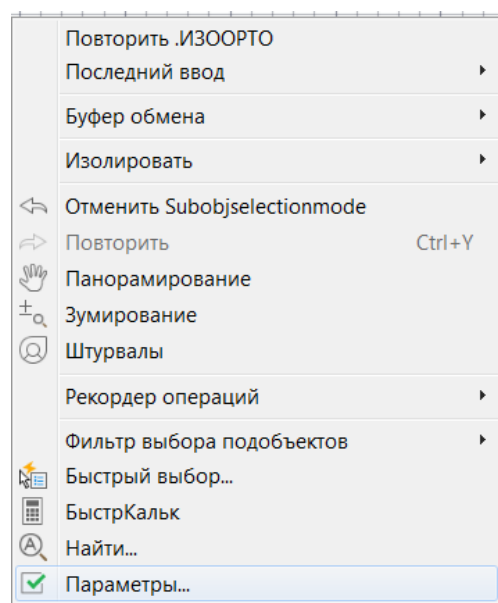 Повторить .ИЗООРТО
Последний ввод
Буфер обмена
Изолировать
Отменить Subobjselectionmode
Повторить Ctrl+Y
Панорамирование
Зумирование
Штурвалы
Рекордер операций
Фильтр выбора подобъектов
Быстрый выбор...
БыстрКальк
Найти...
Параметры...